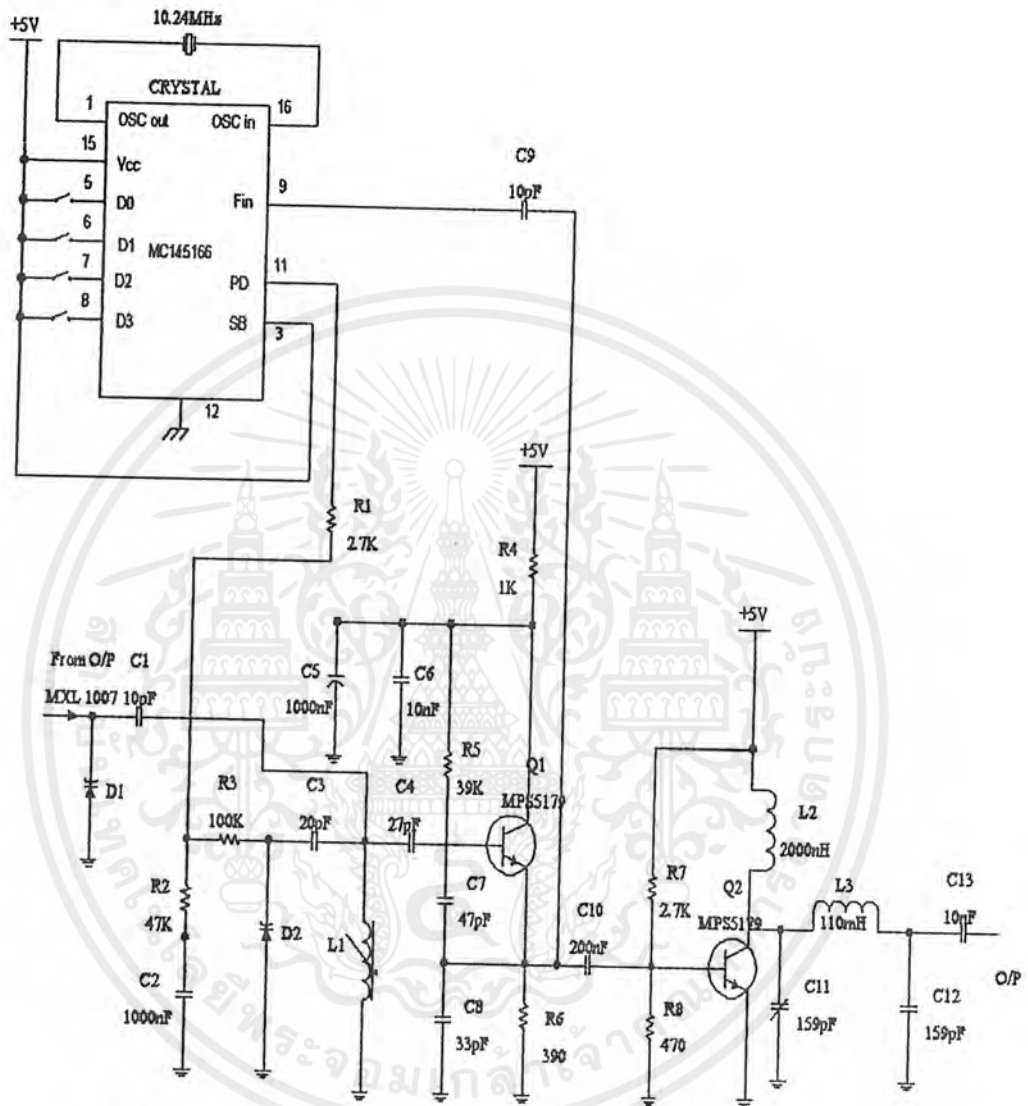 +5V
10.24MHz
CRYSTAL
1
OSC out
OSC in
16
15
Vcc
5
D0
6
D1
7
D2
8
D3
MC145166
Fin
9
PD
11
SB
3
12
C9
10pF
R1
2.7K
+5V
R4
1K
From O/P
MXL 1007
C1
10pF
D1
C5
1000nF
C6
10nF
R5
39K
Q1
MPS5179
+5V
R3
100K
C3
20pF
C4
27pF
R2
47K
C2
1000nF
D2
L1
C7
47pF
C8
33pF
R6
390
C10
200nF
R7
2.7K
R8
470
Q2
MPS5179
L2
2000nH
L3
110mH
C11
159pF
C12
159pF
C13
10nF
O/P